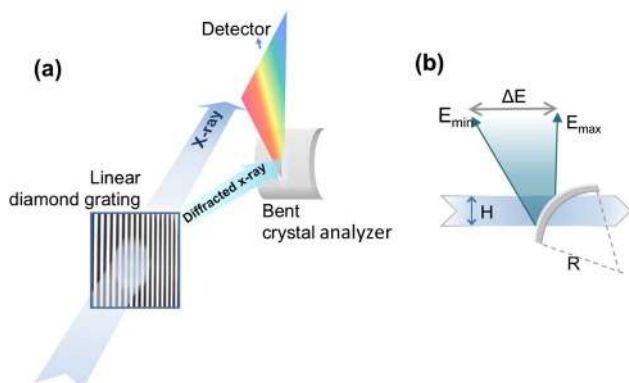 (a)
Detector
X-ray
Linear
diamond grating
Diffracted x-ray
Bent
crystal analyzer
(b)
ΔE
Emin
Emax
H
R